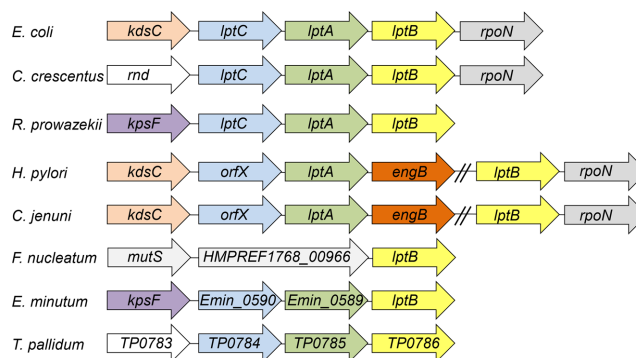 E. coli kdsC lptC lptA lptB rpoN
C. crescentus rnd lptC lptA lptB rpoN
R. prowazekii kpsF lptC lptA lptB
H. pylori kdsC orfX lptA engB // lptB rpoN
C. jenuni kdsC orfX lptA engB // lptB rpoN
F. nucleatum mutS HMPREF1768_00966 lptB
E. minutum kpsF Emin_0590 Emin_0589 lptB
T. pallidum TP0783 TP0784 TP0785 TP0786